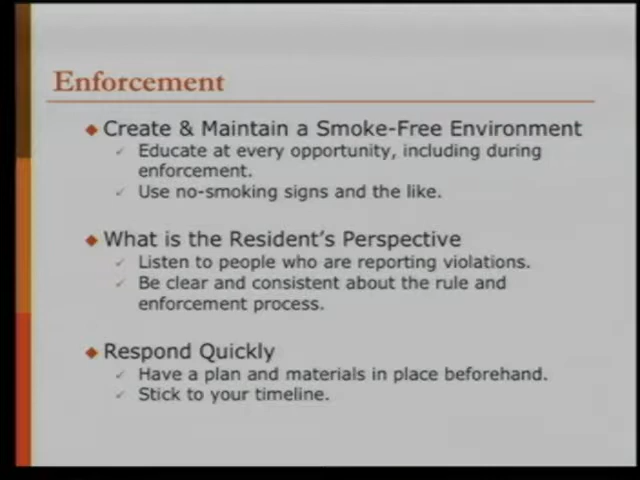 Enforcement
Create & Maintain a Smoke-Free Environment
Educate at every opportunity, including during
enforcement.
Use no-smoking signs and the like.
What is the Resident's Perspective
Listen to people who are reporting violations.
Be clear and consistent about the rule and
enforcement process.
Respond Quickly
Have a plan and materials in place beforehand.
Stick to your timeline.